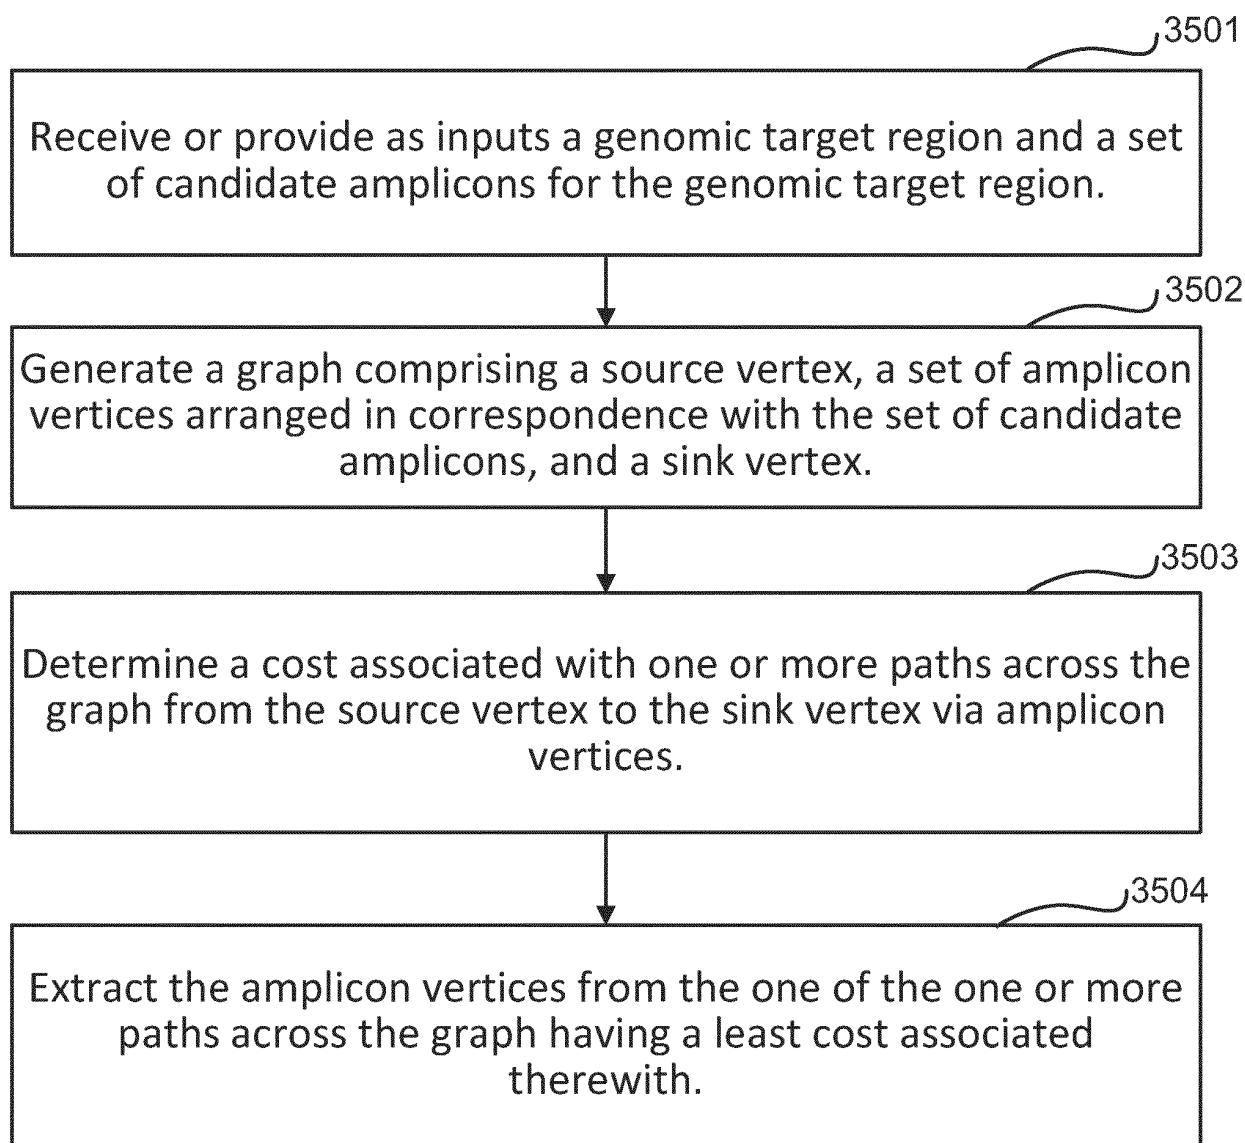 3501
Receive or provide as inputs a genomic target region and a set
of candidate amplicons for the genomic target region.
3502
Generate a graph comprising a source vertex, a set of amplicon
vertices arranged in correspondence with the set of candidate
amplicons, and a sink vertex.
3503
Determine a cost associated with one or more paths across the
graph from the source vertex to the sink vertex via amplicon
vertices.
3504
Extract the amplicon vertices from the one of the one or more
paths across the graph having a least cost associated
therewith.